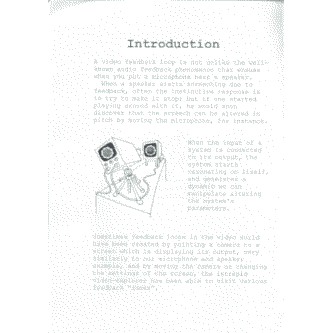 Introduction
A video feedback loop is not unlike the well-
known audio feedback phenomenon that ensues
when you put a microphone near a speaker.
When a speaker starts screeching due to
feedback, often the instinctive response is
to try to make it stop; but if one started
playing around with it, he would soon
discover that the screech can be altered in
pitch by moving the microphone, for instance.
When the input of a
system is connected
to its output, the
system starts
resonating on itself,
and generates a
dynamic we can
manipulate altering
the system's
parameters.
Sometimes feedback loops in the video world
have been created by pointing a camera to a
screen which is displaying its output, very
similarly to our microphone and speaker
example, and by moving the camera or changing
the settings of the screen, the intrepid
video-explorer has been able to visit various
feedback "zones".